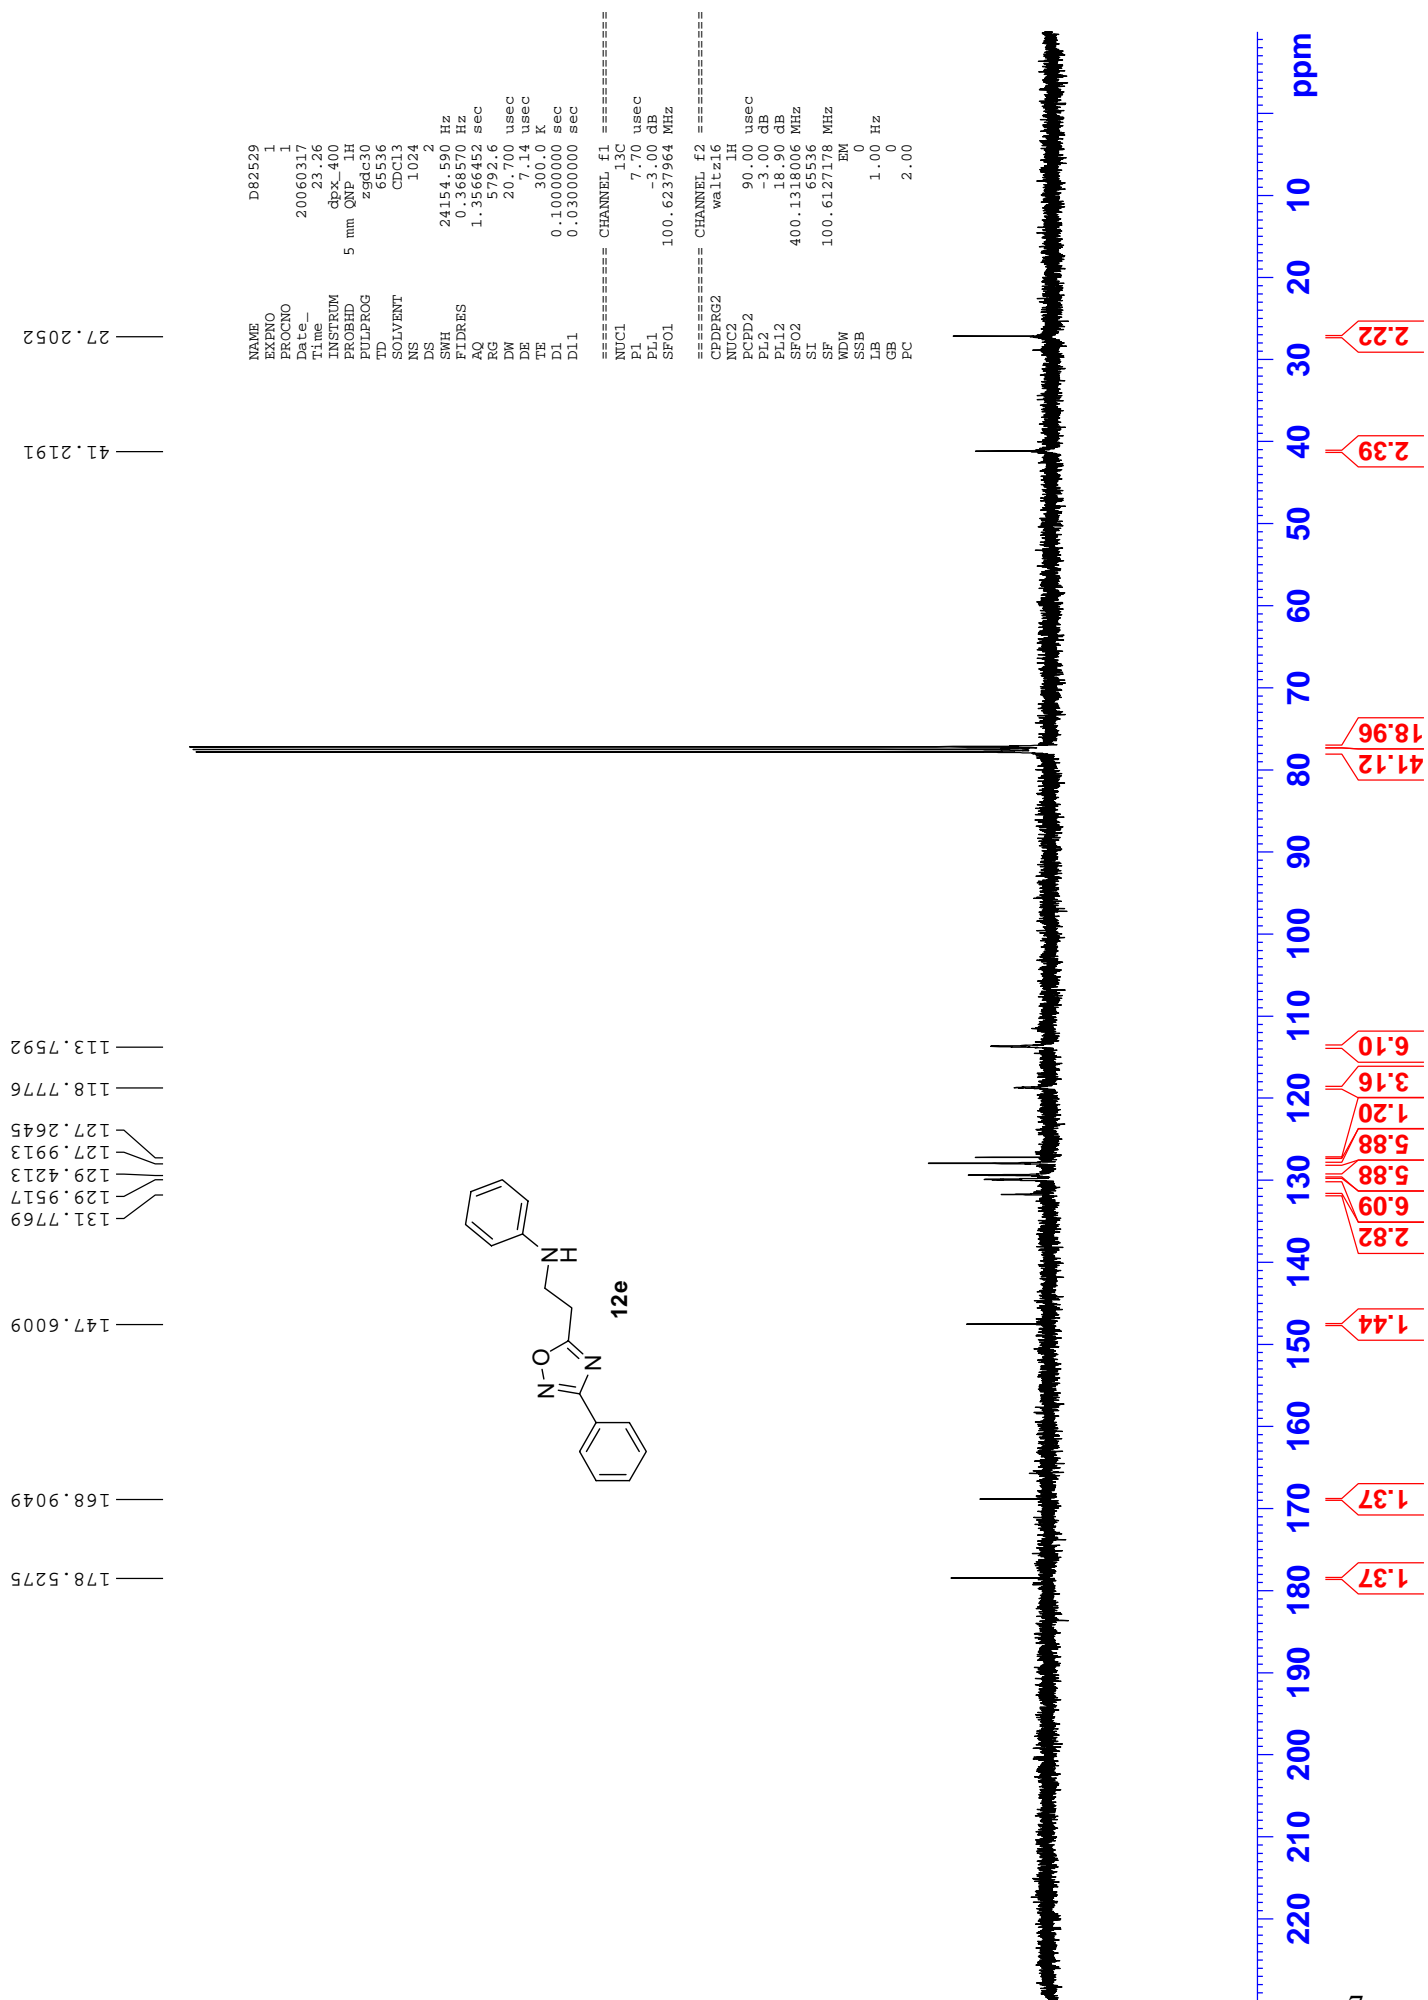 178.5275
168.9049
147.6009
131.7769
129.9517
129.4213
127.9913
127.2645
118.7776
113.7592
41.2191
27.2052
NAME D82529
EXPNO 1
PROCNO 1
Date_ 20060317
Time 23.26
INSTRUM dpx_400
PROBHD 5 mm QNP 1H
PULPROG zgdc30
TD 65536
SOLVENT CDCl3
NS 1024
DS 2
SWH 24154.590 Hz
FIDRES 0.368570 Hz
AQ 1.3566452 sec
RG 5792.6
DW 20.700 usec
DE 7.14 usec
TE 300.0 K
D1 0.10000000 sec
D11 0.03000000 sec
======== CHANNEL f1 ========
NUC1 13C
P1 7.70 usec
PL1 -3.00 dB
SFO1 100.6237964 MHz
======== CHANNEL f2 ========
CPDPRG2 waltz16
NUC2 1H
PCPD2 90.00 usec
PL2 -3.00 dB
PL12 18.90 dB
SFO2 400.1318006 MHz
SI 65536
SF 100.6127178 MHz
WDW EM
SSB 0
LB 1.00 Hz
GB 0
PC 2.00
O
N
N
N
H
12e
220 210 200 190 180 170 160 150 140 130 120 110 100 90 80 70 60 50 40 30 20 10 ppm
1.37
1.37
1.44
2.82
6.09
5.88
5.88
1.20
3.16
6.10
41.12
18.96
2.39
2.22